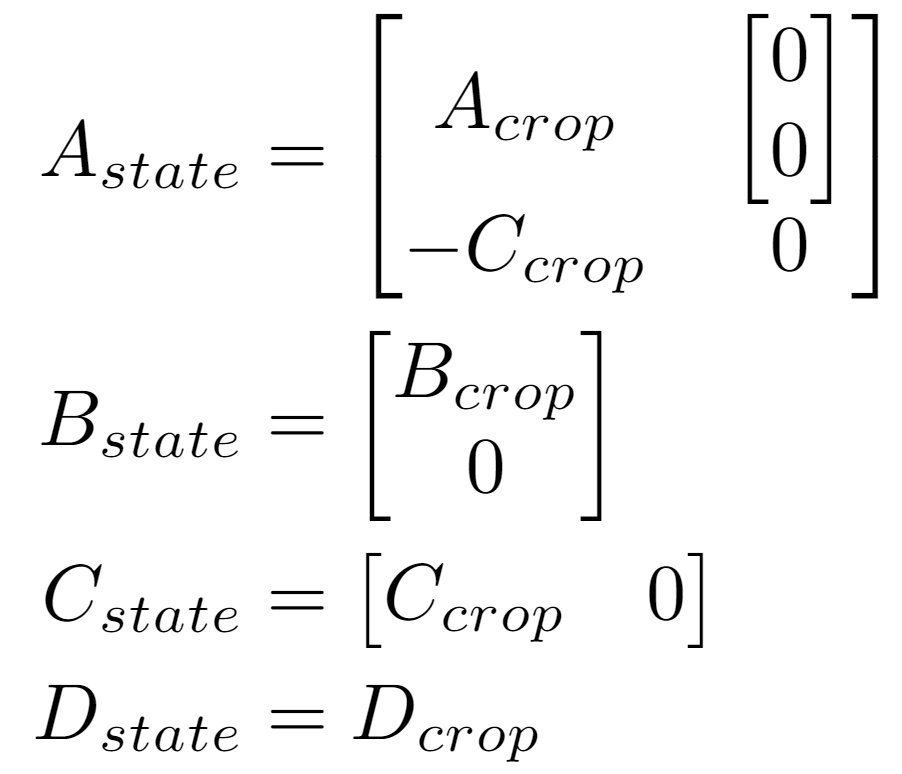 A_{state} = \begin{bmatrix} A_{crop} & \begin{bmatrix} 0 \\ 0 \end{bmatrix} \\ -C_{crop} & 0 \end{bmatrix}
B_{state} = \begin{bmatrix} B_{crop} \\ 0 \end{bmatrix}
C_{state} = \begin{bmatrix} C_{crop} & 0 \end{bmatrix}
D_{state} = D_{crop}